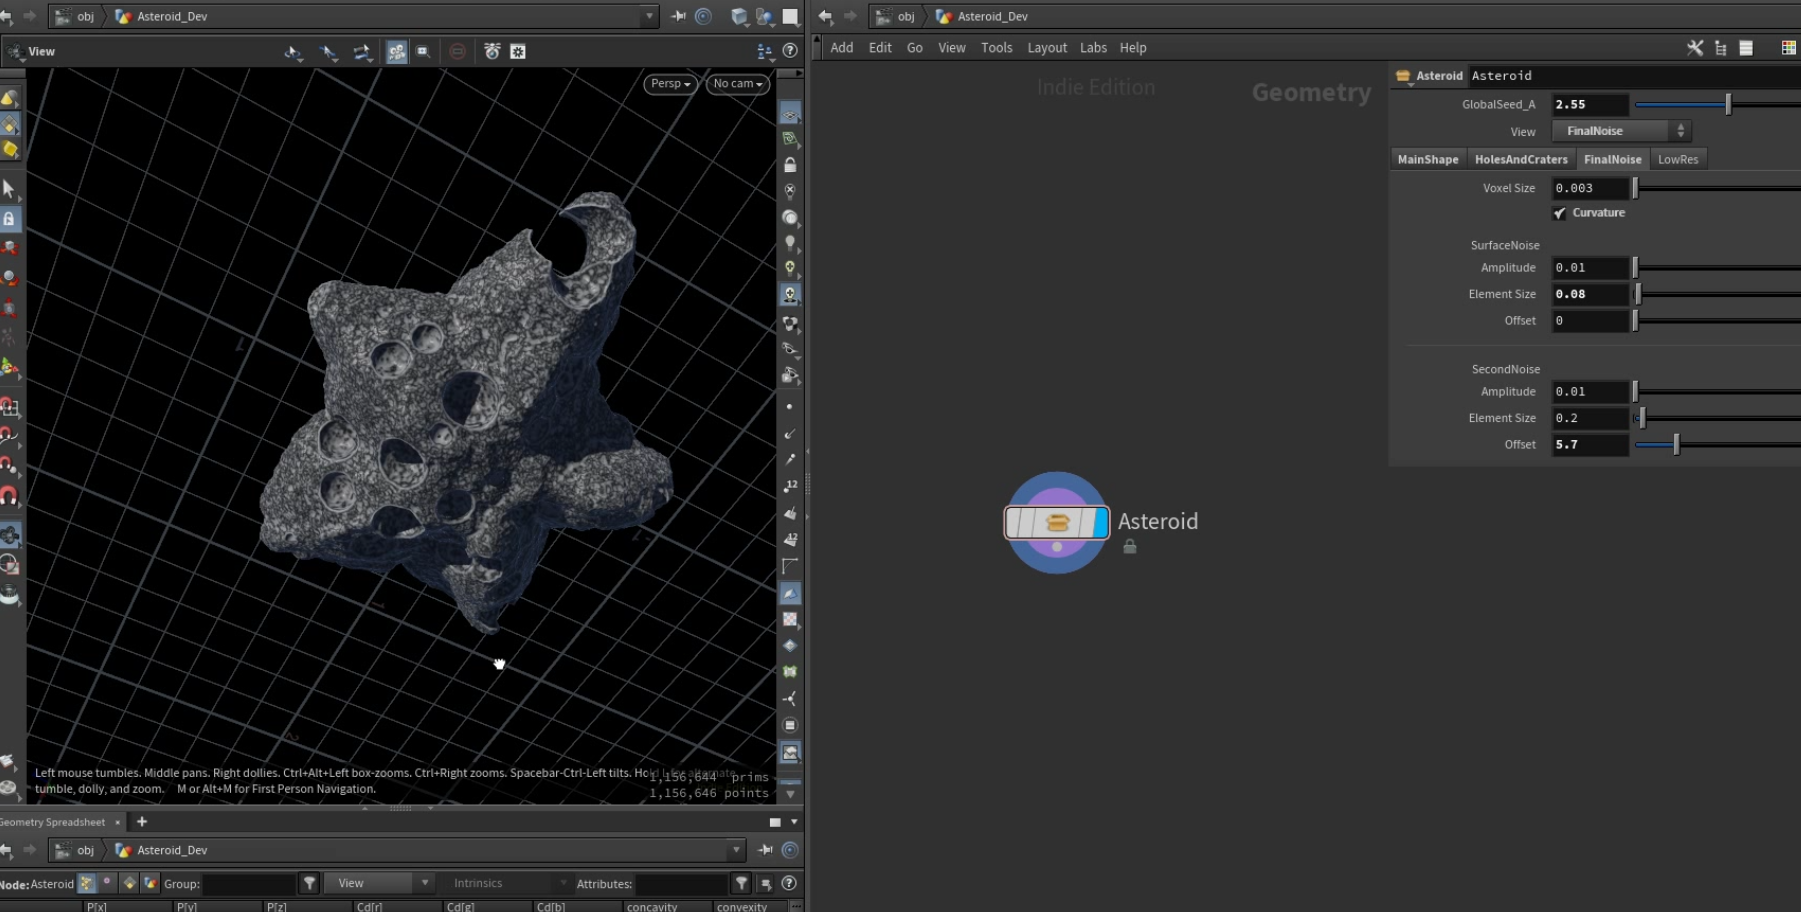 obj Asteroid_Dev
View
Persp No cam
Left mouse tumbles. Middle pans. Right dollies. Ctrl+Alt+Left box-zooms. Ctrl+Right zooms. Spacebar-Ctrl-Left tilts.
tumble, dolly, and zoom. M or Alt+M for First Person Navigation.
1,156,644 prims
1,156,646 points
Geometry Spreadsheet × +
obj Asteroid_Dev
Node: Asteroid Group: View Intrinsics Attributes:
P[x] P[y] P[z] Cd[r] Cd[g] Cd[b] concavity convexity
obj Asteroid_Dev
Add Edit Go View Tools Layout Labs Help
Indie Edition Geometry
Asteroid
Asteroid Asteroid
GlobalSeed_A 2.55
View FinalNoise
MainShape HolesAndCraters FinalNoise LowRes
Voxel Size 0.003
Curvature
SurfaceNoise
Amplitude 0.01
Element Size 0.08
Offset 0
SecondNoise
Amplitude 0.01
Element Size 0.2
Offset 5.7